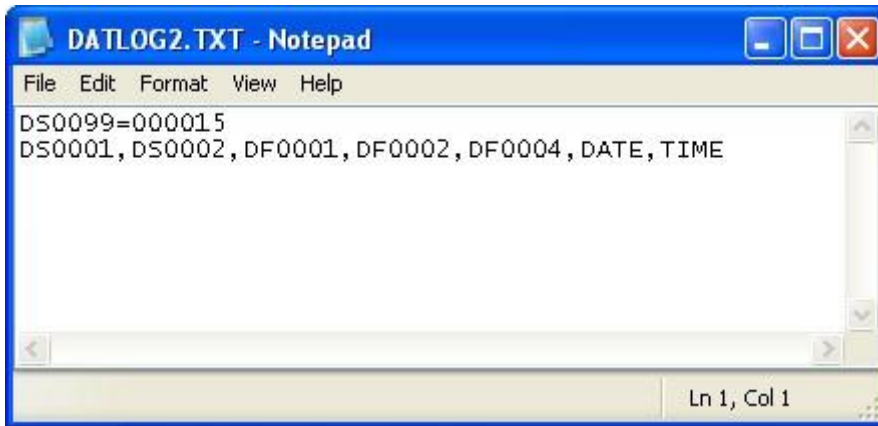 DATLOG2.TXT - Notepad
File Edit Format View Help
DS0099=000015
DS0001,DS0002,DF0001,DF0002,DF0004,DATE,TIME
Ln 1, Col 1